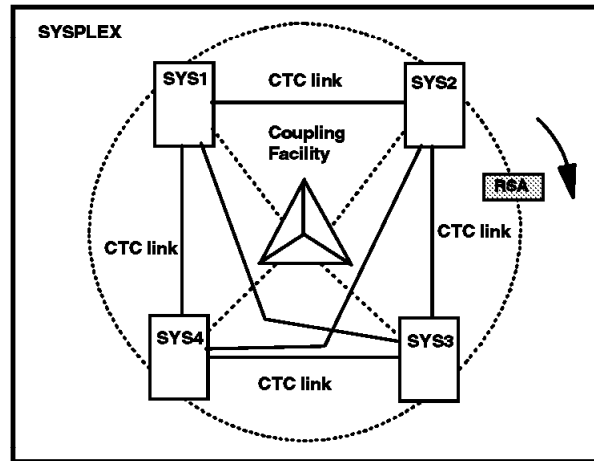 SYSPLEX
SYS1
CTC link
SYS2
Coupling
Facility
RSA
CTC link
CTC link
SYS4
SYS3
CTC link